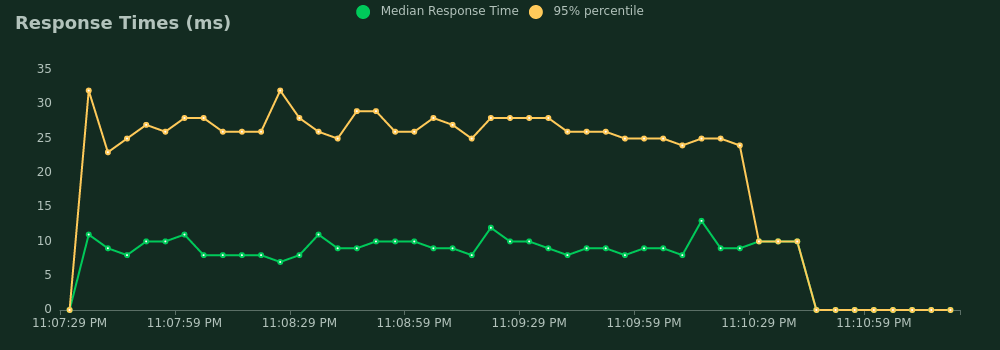 Response Times (ms)
Median Response Time
95% percentile
35
30
25
20
15
10
5
0
11:07:29 PM
11:07:59 PM
11:08:29 PM
11:08:59 PM
11:09:29 PM
11:09:59 PM
11:10:29 PM
11:10:59 PM